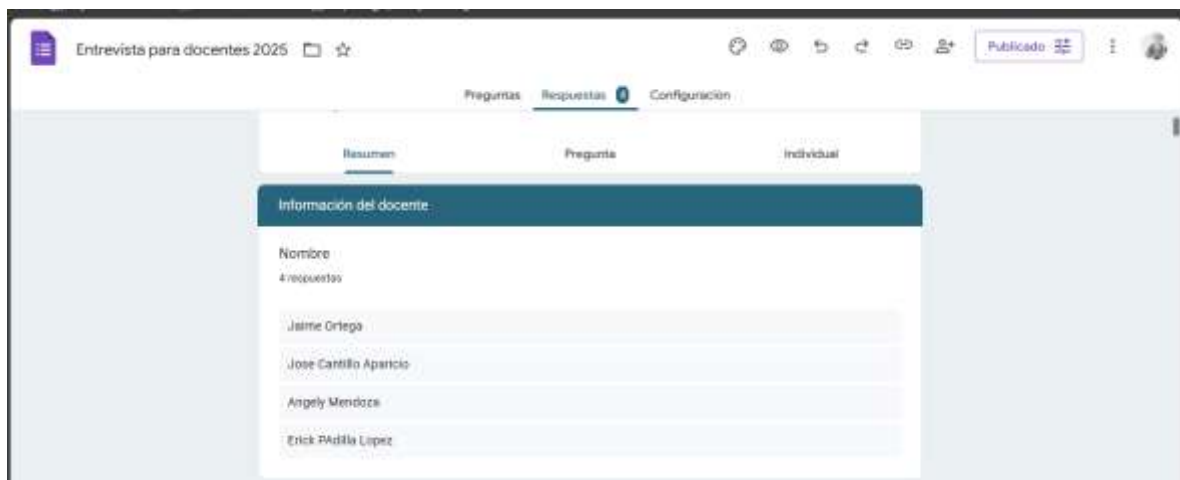 Entrevista para docentes 2025
Publicado
Preguntas Respuestas 4 Configuración
Resumen Pregunta Individual
Información del docente
Nombre
4 respuestas
Jaime Ortega
Jose Cantillo Aparicio
Angely Mendoza
Erick PAdilla Lopez